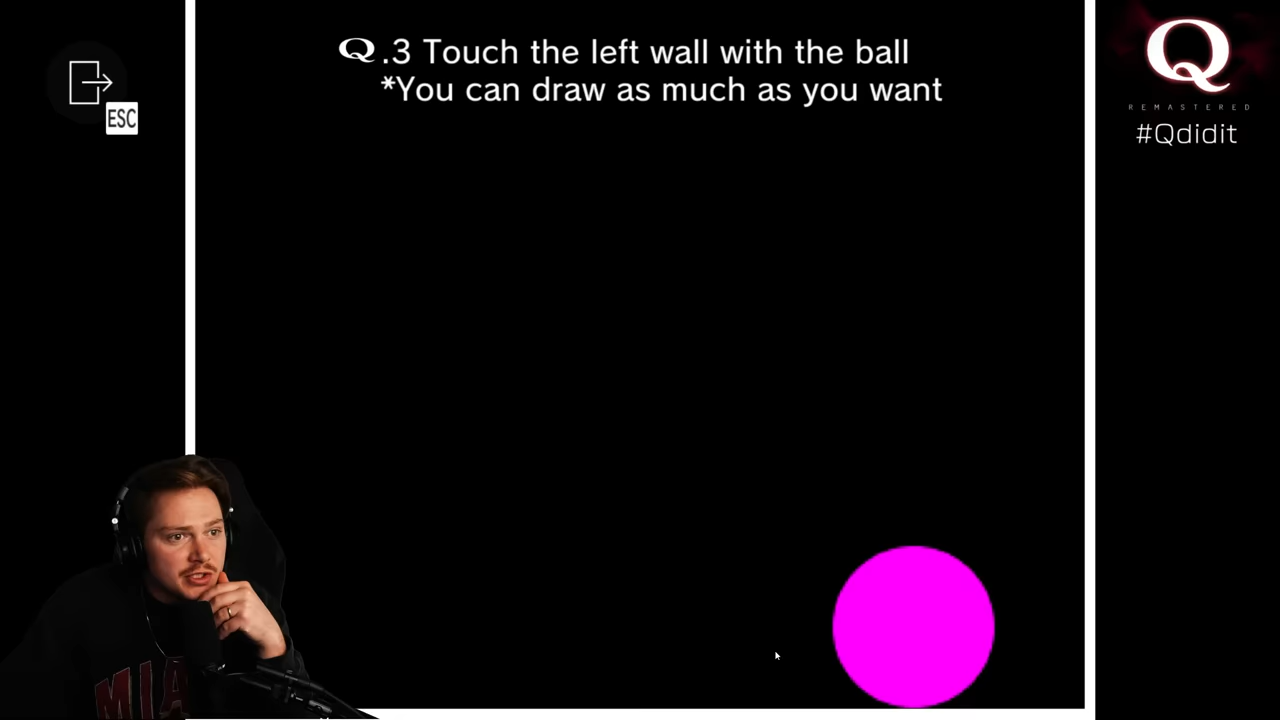 Q.3 Touch the left wall with the ball
*You can draw as much as you want
ESC
Q
REMASTERED
#Qdidit
MIA